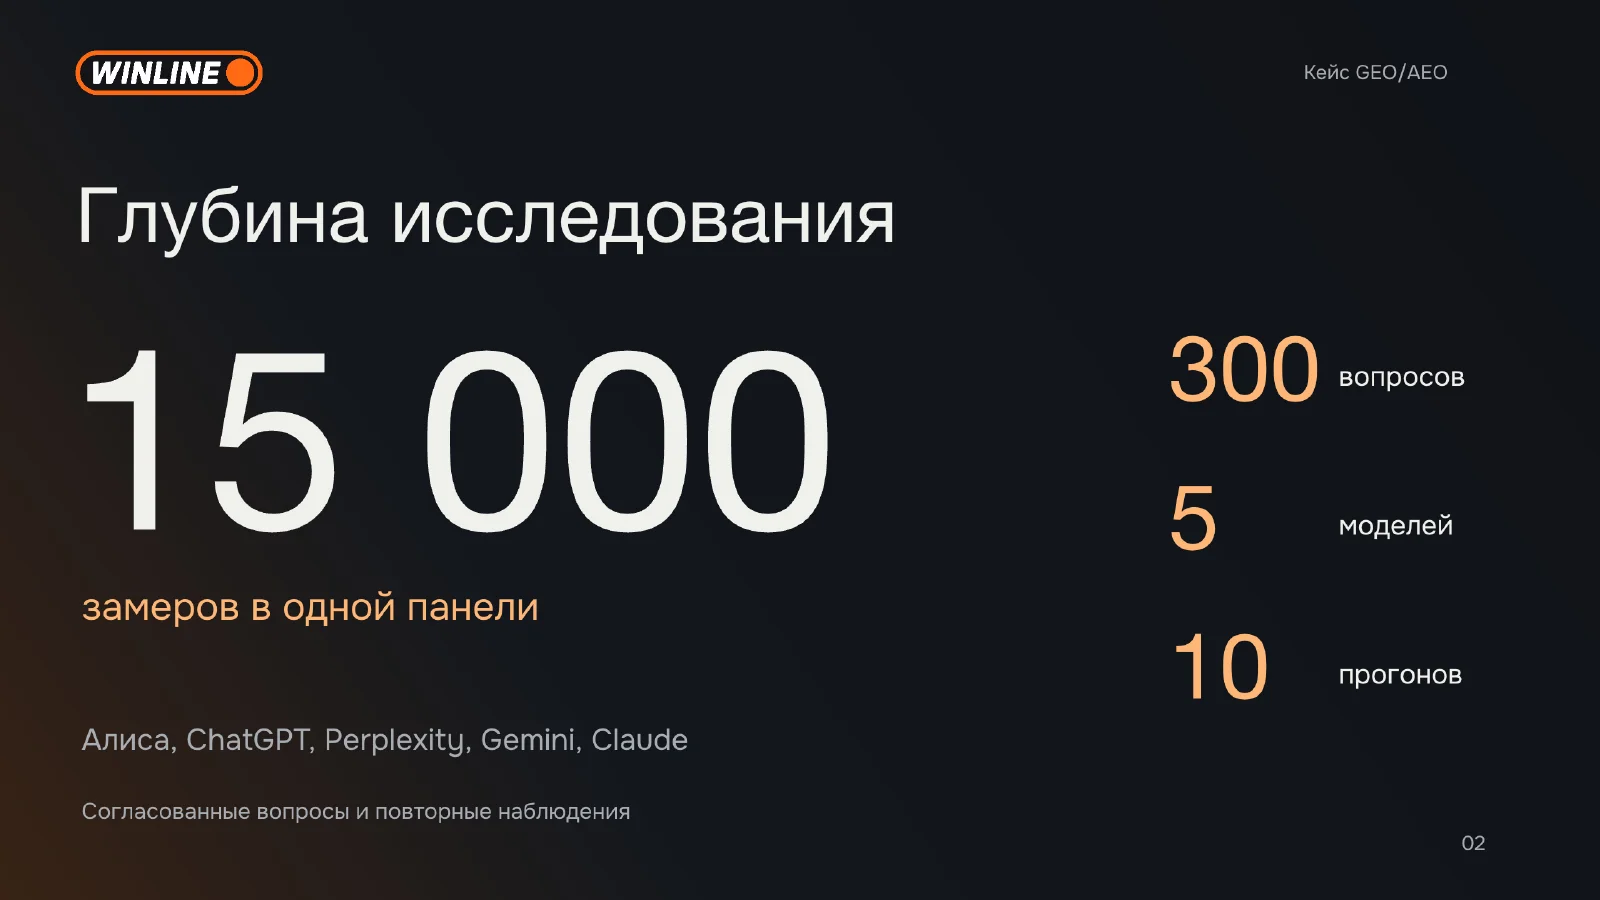 WINLINE
Кейс GEO/AEO
Глубина исследования
15 000
замеров в одной панели
300 вопросов
5 моделей
10 прогонов
Алиса, ChatGPT, Perplexity, Gemini, Claude
Согласованные вопросы и повторные наблюдения
02